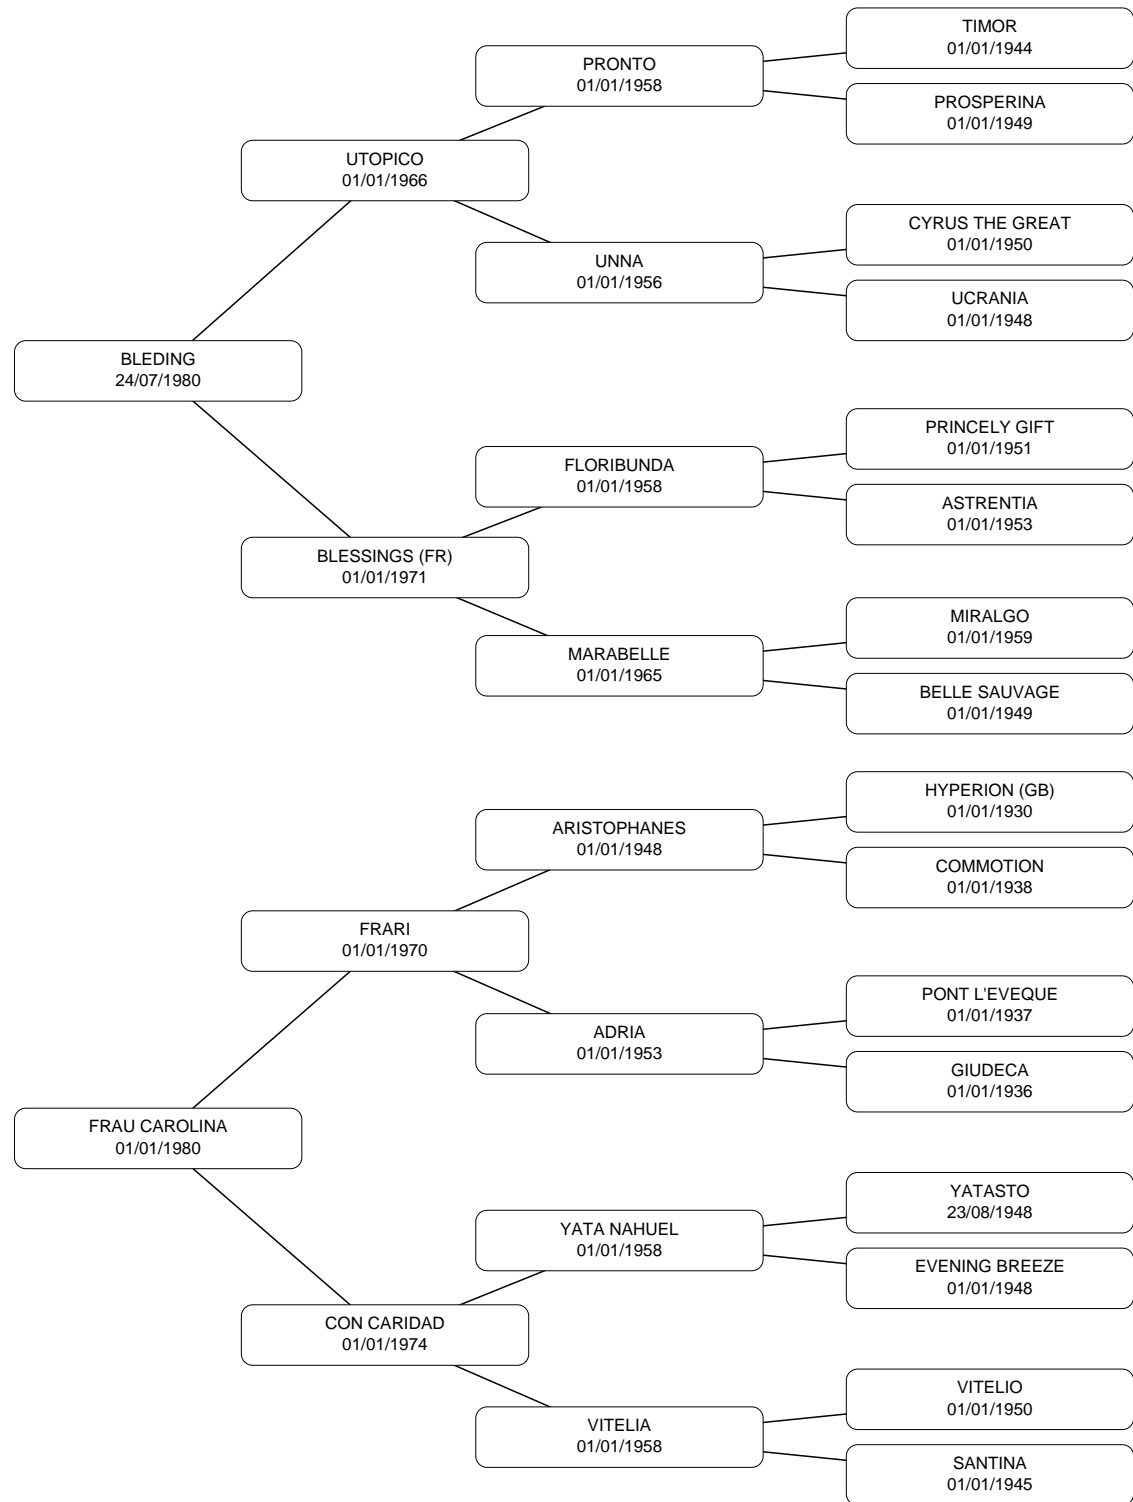 TIMOR
01/01/1944
PRONTO
01/01/1958
PROSPERINA
01/01/1949
UTOPICO
01/01/1966
CYRUS THE GREAT
01/01/1950
UNNA
01/01/1956
UCRANIA
01/01/1948
BLEDING
24/07/1980
PRINCELY GIFT
01/01/1951
FLORIBUNDA
01/01/1958
ASTRENTIA
01/01/1953
BLESSINGS (FR)
01/01/1971
MIRALGO
01/01/1959
MARABELLE
01/01/1965
BELLE SAUVAGE
01/01/1949
HYPERION (GB)
01/01/1930
ARISTOPHANES
01/01/1948
COMMOTION
01/01/1938
FRARI
01/01/1970
PONT L'EVEQUE
01/01/1937
ADRIA
01/01/1953
GIUDECA
01/01/1936
FRAU CAROLINA
01/01/1980
YATASTO
23/08/1948
YATA NAHUEL
01/01/1958
EVENING BREEZE
01/01/1948
CON CARIDAD
01/01/1974
VITELIO
01/01/1950
VITELIA
01/01/1958
SANTINA
01/01/1945